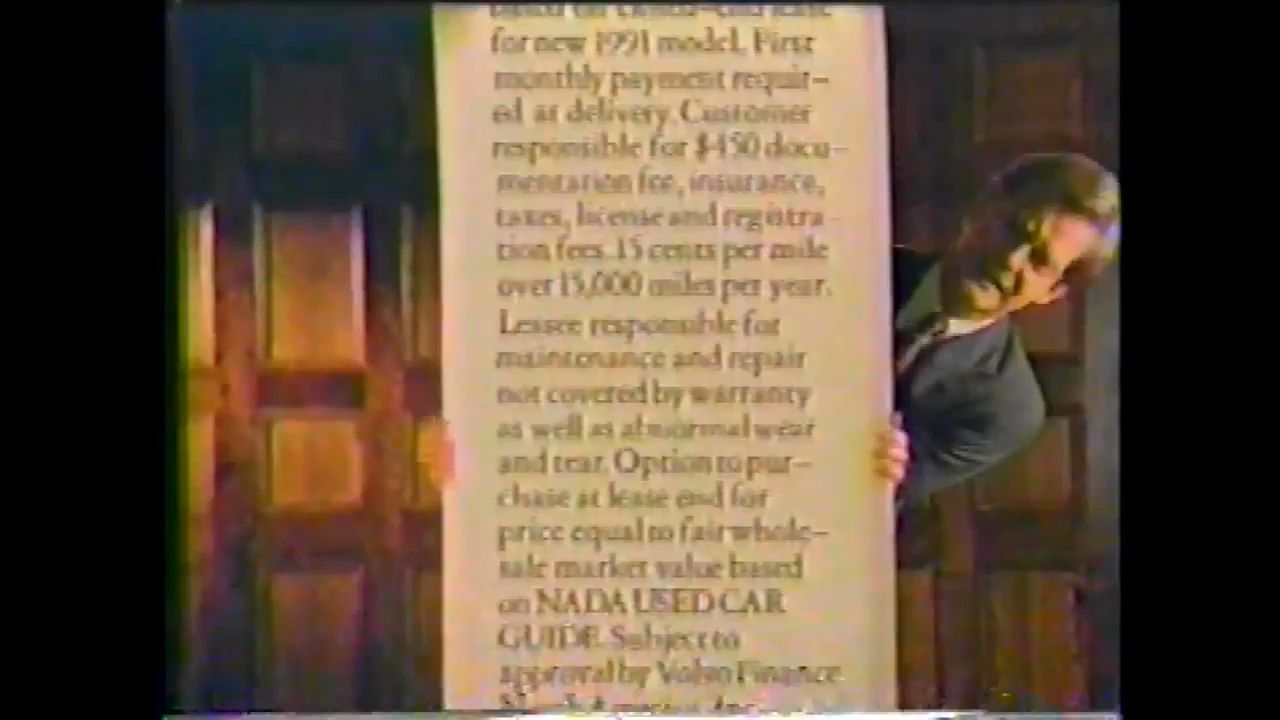 for new 1991 model. First
monthly payment requir-
ed at delivery. Customer
responsible for $450 docu-
mentation fee, insurance,
taxes, license and registra-
tion fees. 15 cents per mile
over 15,000 miles per year.
Lessee responsible for
maintenance and repair
not covered by warranty
as well as abnormal wear
and tear. Option to pur-
chase at lease end for
price equal to fair whole-
sale market value based
on NADA USED CAR
GUIDE. Subject to
approval by Volvo Finance
North America, Inc.